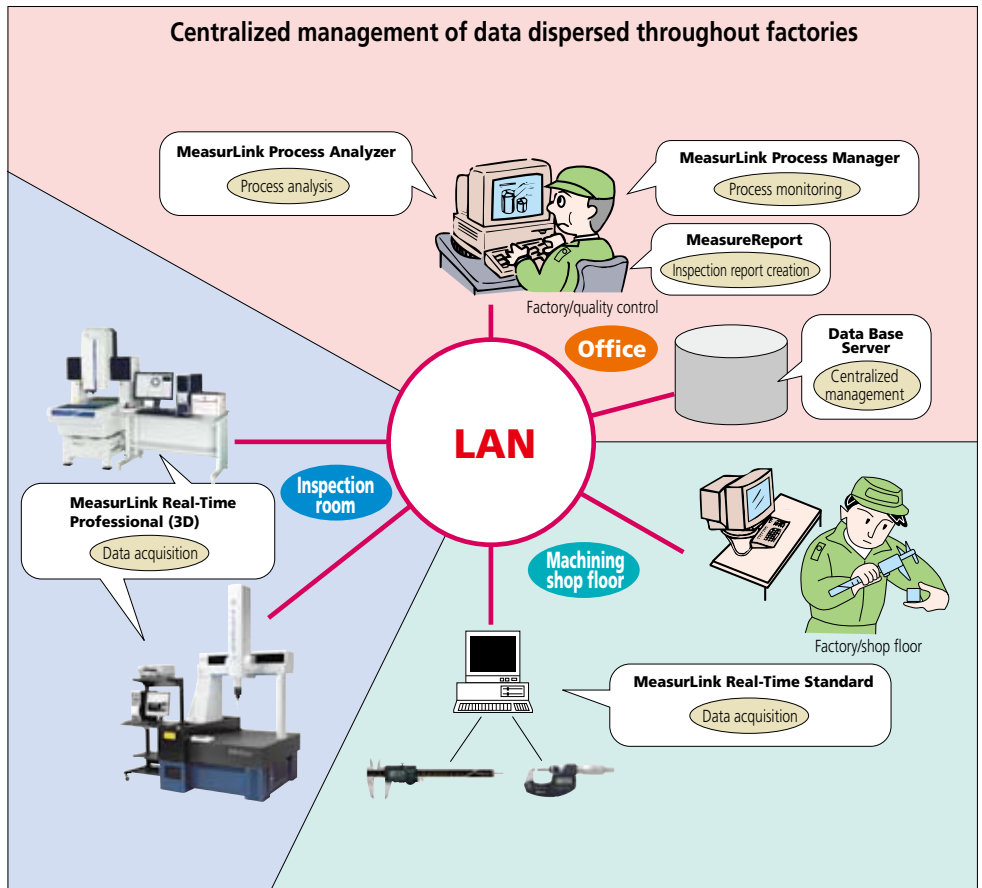 Centralized management of data dispersed throughout factories
MeasurLink Process Analyzer
Process analysis
MeasurLink Process Manager
Process monitoring
MeasureReport
Inspection report creation
Factory/quality control
Office
Data Base
Server
Centralized
management
LAN
Inspection
room
MeasurLink Real-Time
Professional (3D)
Data acquisition
Machining
shop floor
Factory/shop floor
MeasurLink Real-Time Standard
Data acquisition